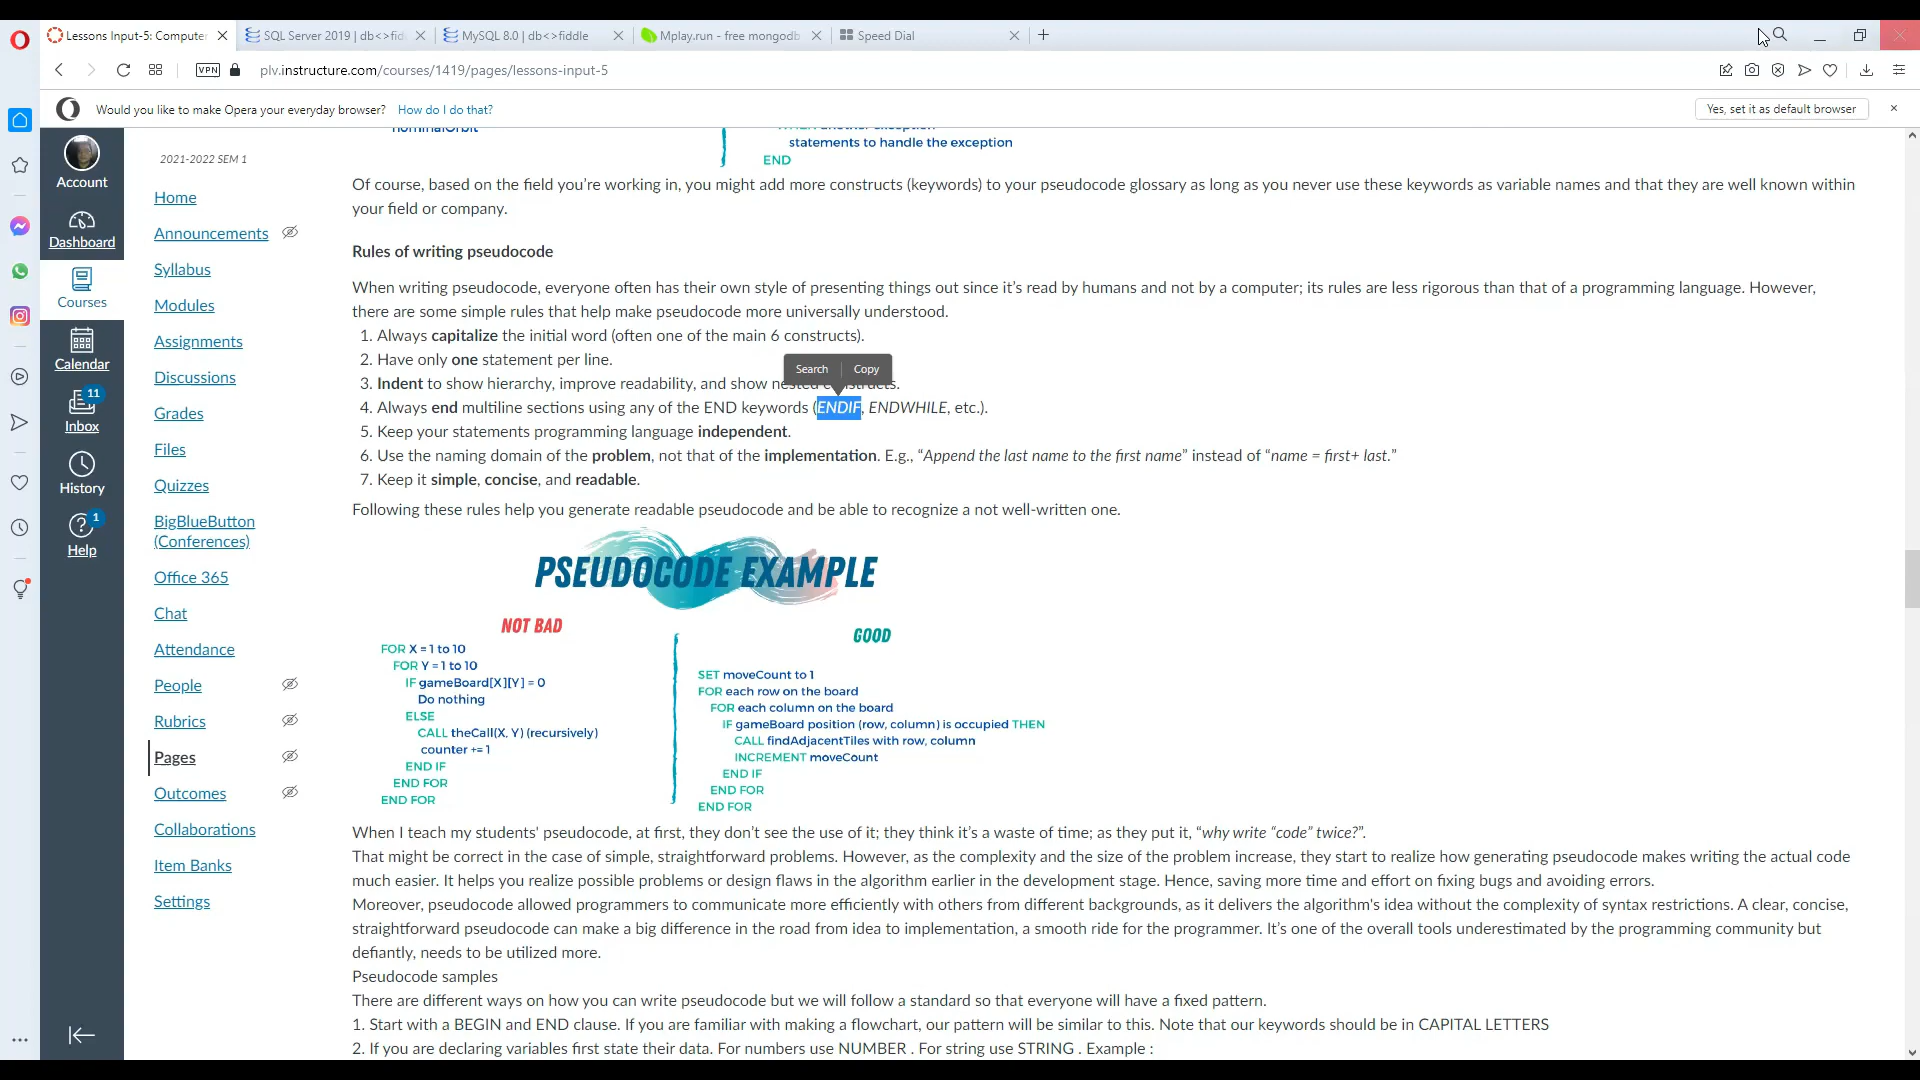 Lessons Input-5: Computer
SQL Server 2019 | db<>fid
MySQL 8.0 | db<>fiddle
Mplay.run - free mongodb
Speed Dial
VPN
plv.instructure.com/courses/1419/pages/lessons-input-5
Would you like to make Opera your everyday browser? How do I do that?
Yes, set it as default browser
Account
Dashboard
Courses
Calendar
11
Inbox
History
1
Help
2021-2022 SEM 1
Home
Announcements
Syllabus
Modules
Assignments
Discussions
Grades
Files
Quizzes
BigBlueButton
(Conferences)
Office 365
Chat
Attendance
People
Rubrics
Pages
Outcomes
Collaborations
Item Banks
Settings
nominalOrbit
WHEN another exception
statements to handle the exception
END
Of course, based on the field you're working in, you might add more constructs (keywords) to your pseudocode glossary as long as you never use these keywords as variable names and that they are well known within
your field or company.
Rules of writing pseudocode
When writing pseudocode, everyone often has their own style of presenting things out since it's read by humans and not by a computer; its rules are less rigorous than that of a programming language. However,
there are some simple rules that help make pseudocode more universally understood.
1. Always capitalize the initial word (often one of the main 6 constructs).
2. Have only one statement per line.
Search Copy
3. Indent to show hierarchy, improve readability, and show nested constructs.
4. Always end multiline sections using any of the END keywords (ENDIF, ENDWHILE, etc.).
5. Keep your statements programming language independent.
6. Use the naming domain of the problem, not that of the implementation. E.g., “Append the last name to the first name” instead of “name = first+ last.”
7. Keep it simple, concise, and readable.
Following these rules help you generate readable pseudocode and be able to recognize a not well-written one.
PSEUDOCODE EXAMPLE
NOT BAD
FOR X = 1 to 10
FOR Y = 1 to 10
IF gameBoard[X][Y] = 0
Do nothing
ELSE
CALL theCall(X, Y) (recursively)
counter += 1
END IF
END FOR
END FOR
GOOD
SET moveCount to 1
FOR each row on the board
FOR each column on the board
IF gameBoard position (row, column) is occupied THEN
CALL findAdjacentTiles with row, column
INCREMENT moveCount
END IF
END FOR
END FOR
When I teach my students' pseudocode, at first, they don't see the use of it; they think it's a waste of time; as they put it, “why write “code” twice?”.
That might be correct in the case of simple, straightforward problems. However, as the complexity and the size of the problem increase, they start to realize how generating pseudocode makes writing the actual code
much easier. It helps you realize possible problems or design flaws in the algorithm earlier in the development stage. Hence, saving more time and effort on fixing bugs and avoiding errors.
Moreover, pseudocode allowed programmers to communicate more efficiently with others from different backgrounds, as it delivers the algorithm's idea without the complexity of syntax restrictions. A clear, concise,
straightforward pseudocode can make a big difference in the road from idea to implementation, a smooth ride for the programmer. It's one of the overall tools underestimated by the programming community but
defiantly, needs to be utilized more.
Pseudocode samples
There are different ways on how you can write pseudocode but we will follow a standard so that everyone will have a fixed pattern.
1. Start with a BEGIN and END clause. If you are familiar with making a flowchart, our pattern will be similar to this. Note that our keywords should be in CAPITAL LETTERS
2. If you are declaring variables first state their data. For numbers use NUMBER . For string use STRING . Example :